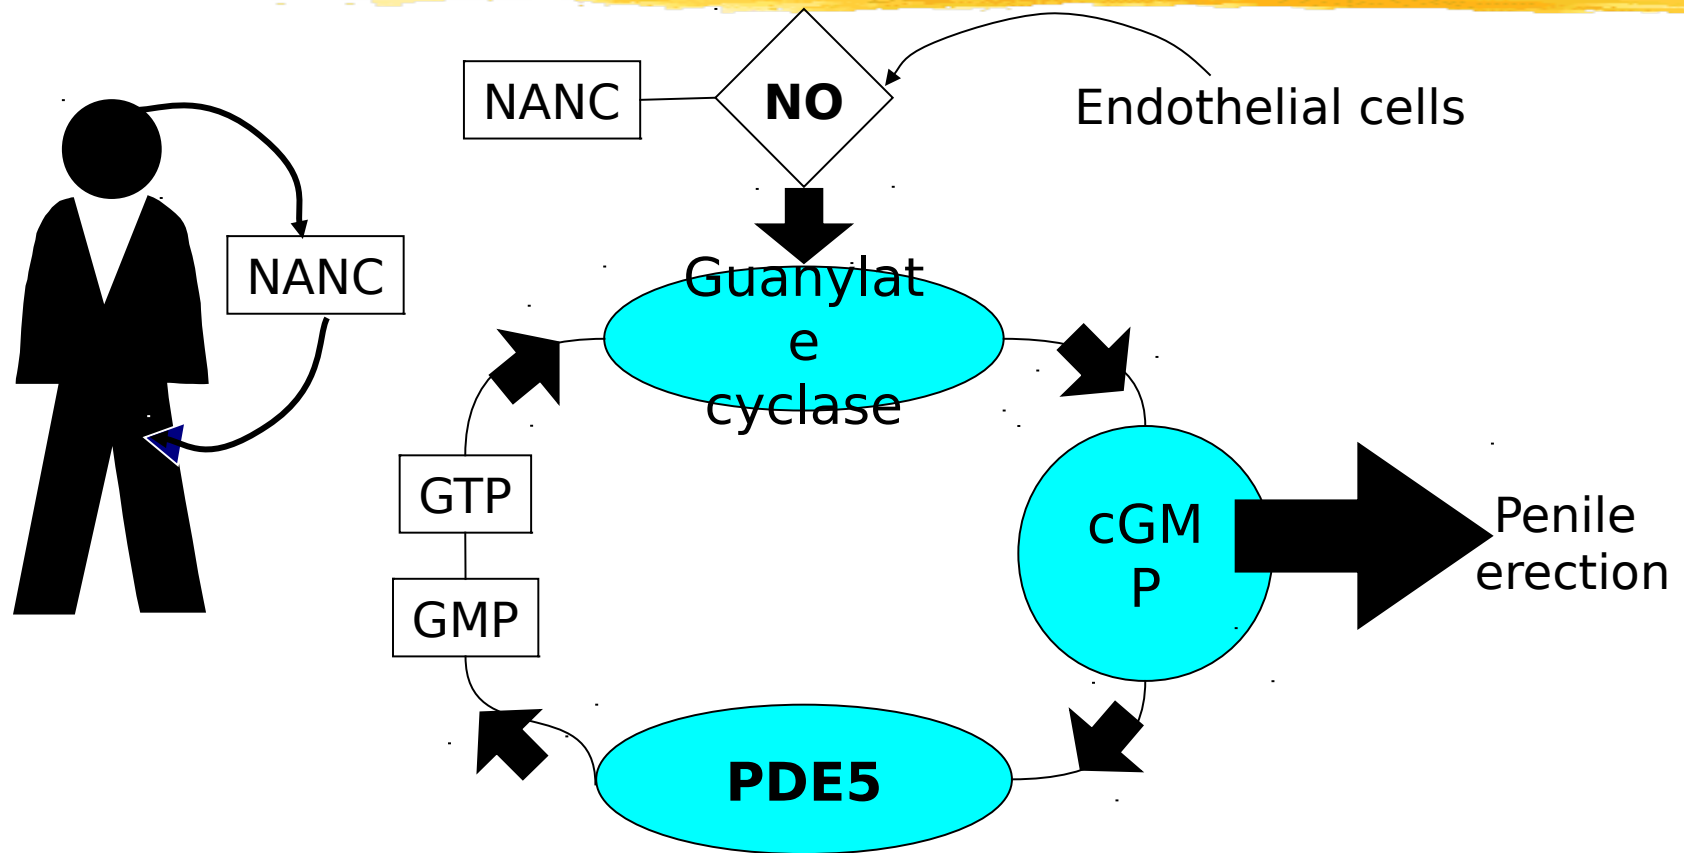 NANC
NO
Endothelial cells
NANC
Guanylat
e
cyclase
GTP
cGM
P
Penile
erection
GMP
PDE5